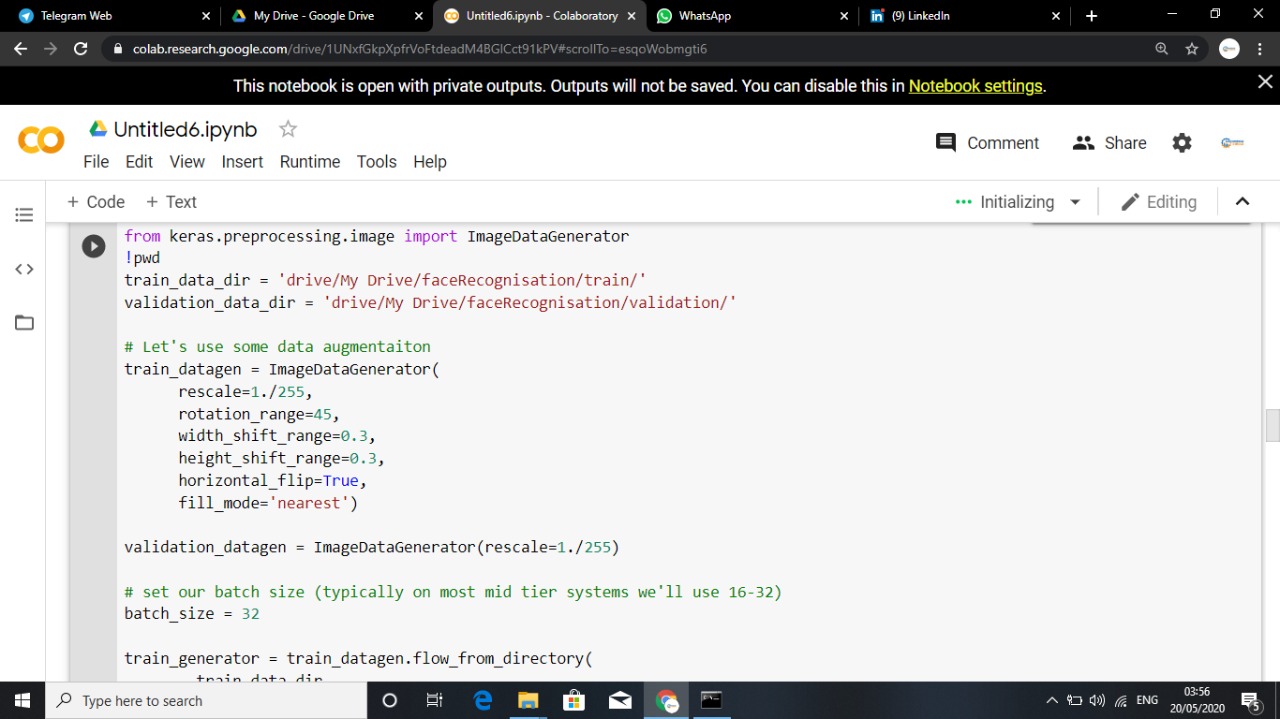 Telegram Web
My Drive - Google Drive
Untitled6.ipynb - Colaboratory
WhatsApp
(9) LinkedIn
colab.research.google.com/drive/1UNxfGkpXpfrVoFtdeadM4BGlCct91kPV#scrollTo=esqoWobmgti6
This notebook is open with private outputs. Outputs will not be saved. You can disable this in Notebook settings.
Untitled6.ipynb
Comment
Share
File Edit View Insert Runtime Tools Help
+ Code + Text
Initializing
Editing
from keras.preprocessing.image import ImageDataGenerator
!pwd
train_data_dir = 'drive/My Drive/faceRecognisation/train/'
validation_data_dir = 'drive/My Drive/faceRecognisation/validation/'
# Let's use some data augmentaiton
train_datagen = ImageDataGenerator(
rescale=1./255,
rotation_range=45,
width_shift_range=0.3,
height_shift_range=0.3,
horizontal_flip=True,
fill_mode='nearest')
validation_datagen = ImageDataGenerator(rescale=1./255)
# set our batch size (typically on most mid tier systems we'll use 16-32)
batch_size = 32
train_generator = train_datagen.flow_from_directory(
train_data_dir
Type here to search
ENG
03:56
20/05/2020
5